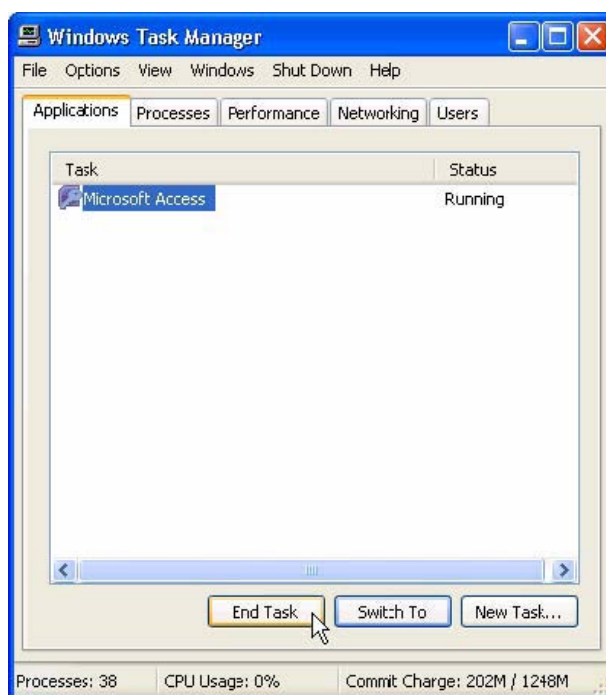 Windows Task Manager
File Options View Windows Shut Down Help
Applications Processes Performance Networking Users
Task Status
Microsoft Access Running
End Task Switch To New Task...
Processes: 38 CPU Usage: 0% Commit Charge: 202M / 1248M